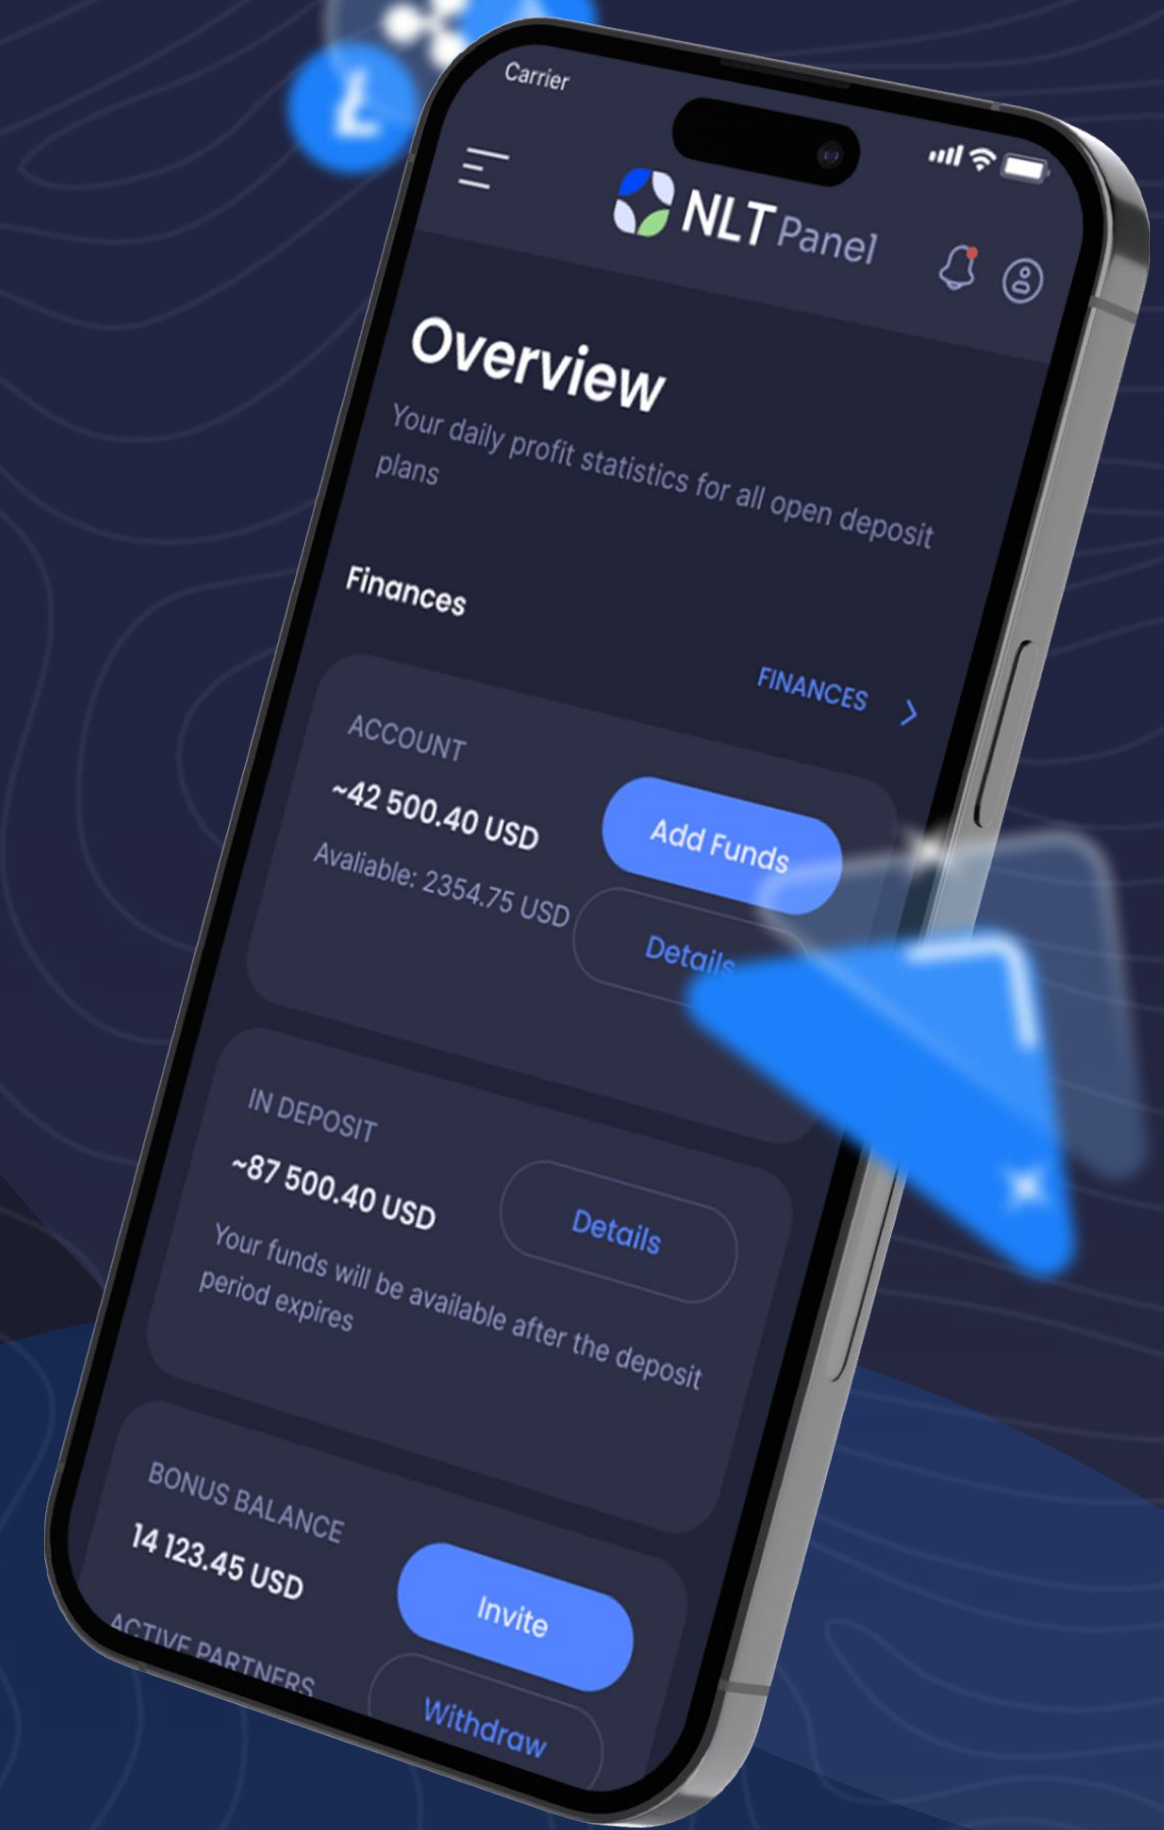 Carrier
NLT Panel
Overview
Your daily profit statistics for all open deposit
plans
Finances
FINANCES
ACCOUNT
~42 500.40 USD
Add Funds
Avaliable: 2354.75 USD
Details
IN DEPOSIT
~87 500.40 USD
Details
Your funds will be available after the deposit
period expires
BONUS BALANCE
14 123.45 USD
Invite
ACTIVE PARTNERS
Withdraw